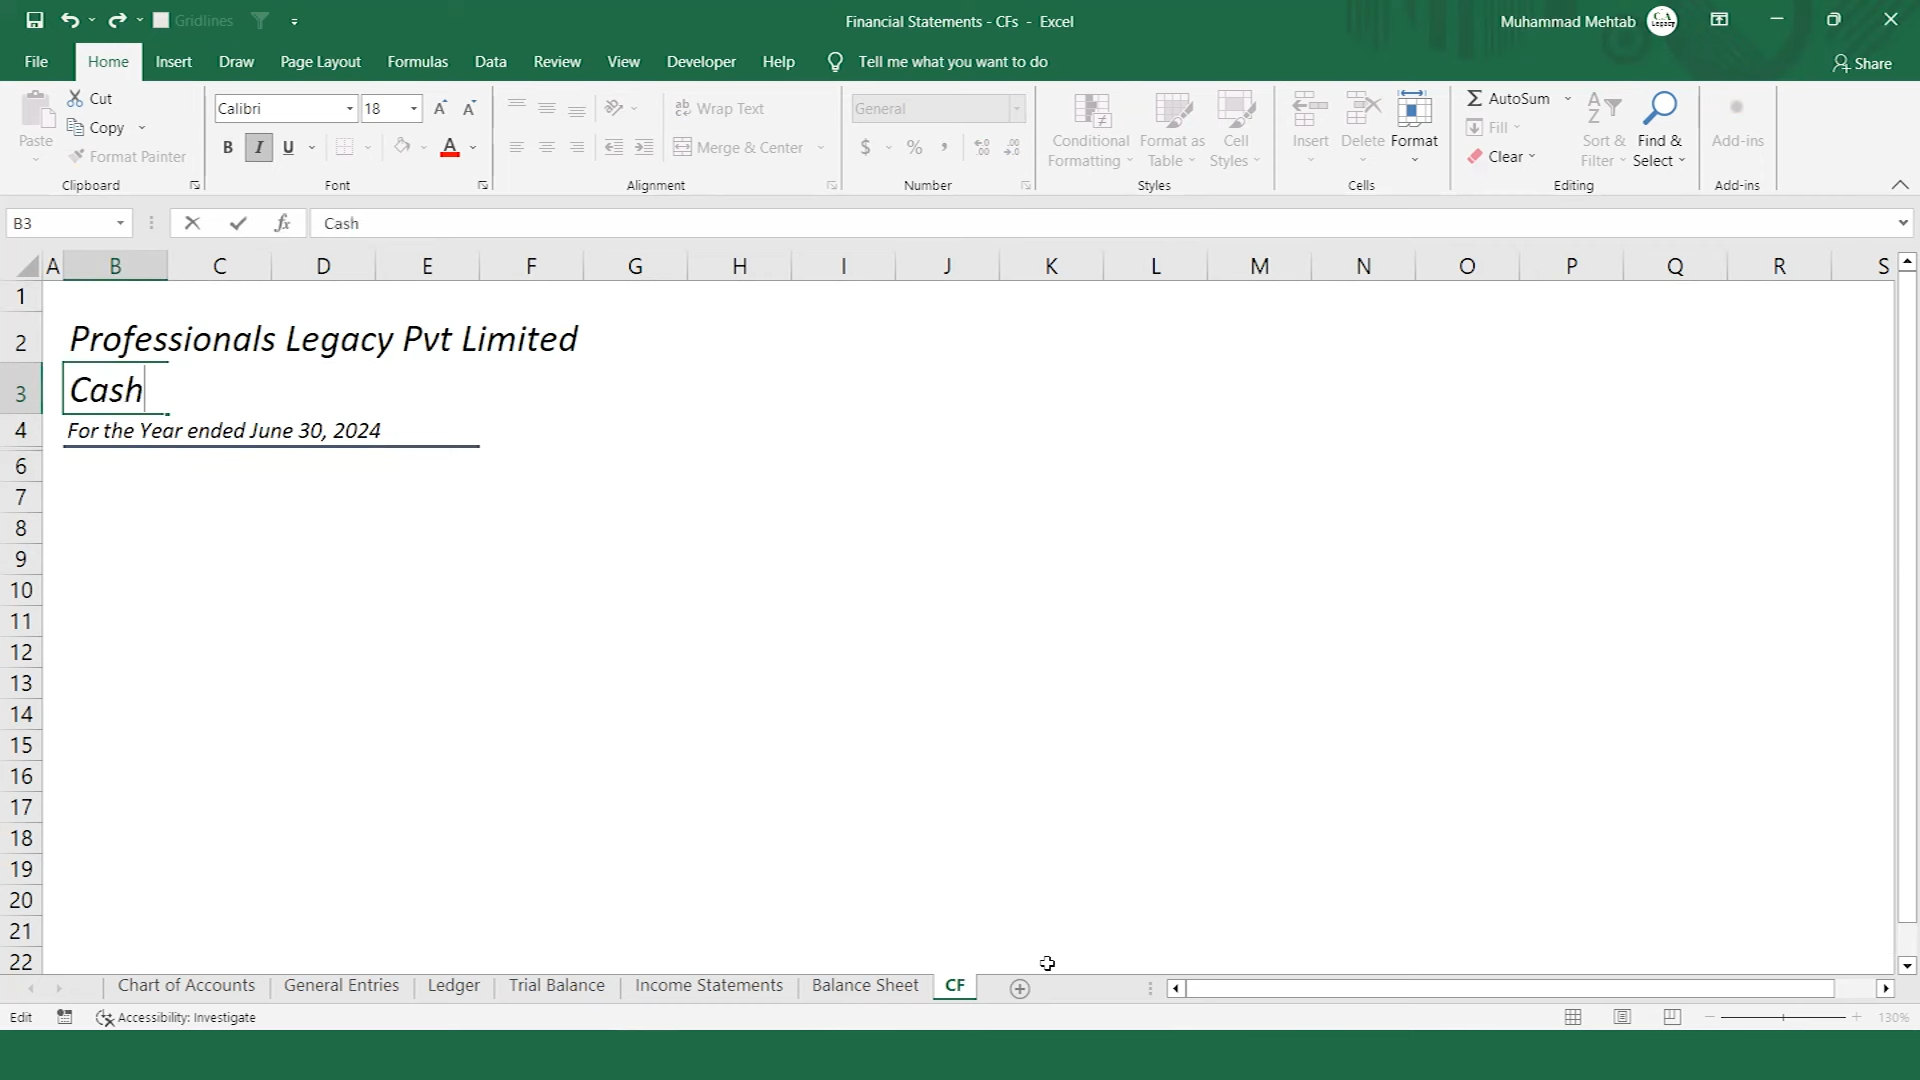 Gridlines
Financial Statements - CFs - Excel
Muhammad Mehtab
CA
Legacy
File Home Insert Draw Page Layout Formulas Data Review View Developer Help Tell me what you want to do
Share
Paste
Cut
Copy
Format Painter
Clipboard
Calibri 18
A A
B I U A
Font
Wrap Text
Merge & Center
Alignment
General
$ % ,
Number
Conditional Formatting
Format as Table
Cell Styles
Styles
Insert
Delete
Format
Cells
AutoSum
Fill
Clear
Sort & Filter
Find & Select
Editing
Add-ins
Add-ins
B3
fx
Cash
A B C D E F G H I J K L M N O P Q R S
1
2 Professionals Legacy Pvt Limited
3 Cash
4 For the Year ended June 30, 2024
6
7
8
9
10
11
12
13
14
15
16
17
18
19
20
21
22
Chart of Accounts General Entries Ledger Trial Balance Income Statements Balance Sheet CF
Edit Accessibility: Investigate
130%